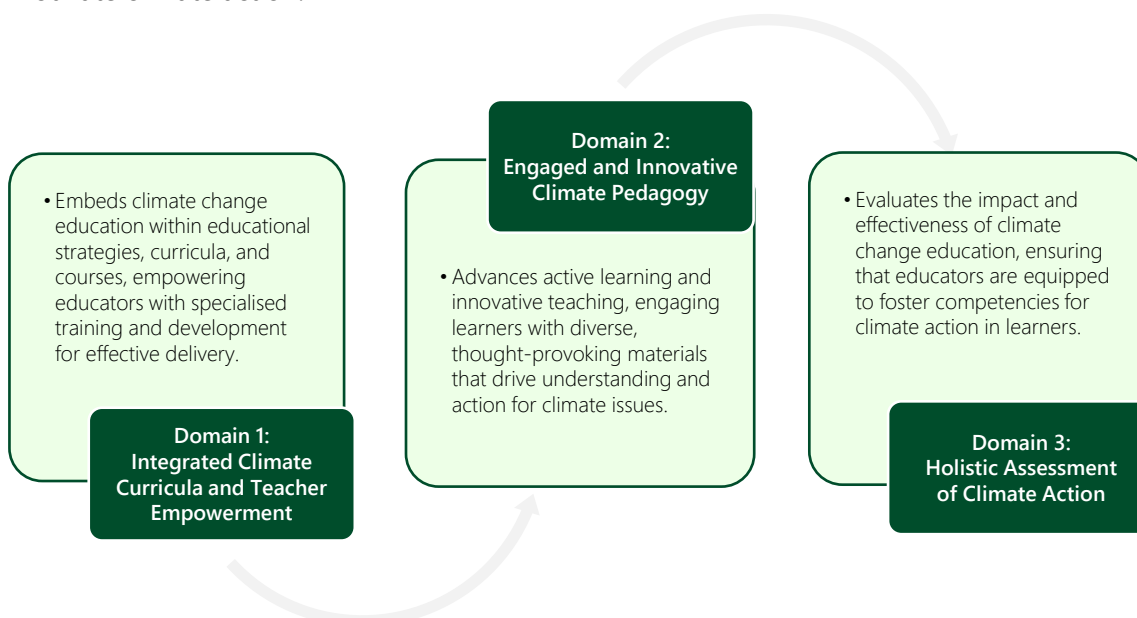 • Embeds climate change
education within educational
strategies, curricula, and
courses, empowering
educators with specialised
training and development
for effective delivery.
Domain 1:
Integrated Climate
Curricula and Teacher
Empowerment
Domain 2:
Engaged and Innovative
Climate Pedagogy
• Advances active learning and
innovative teaching, engaging
learners with diverse,
thought-provoking materials
that drive understanding and
action for climate issues.
• Evaluates the impact and
effectiveness of climate
change education, ensuring
that educators are equipped
to foster competencies for
climate action in learners.
Domain 3:
Holistic Assessment
of Climate Action